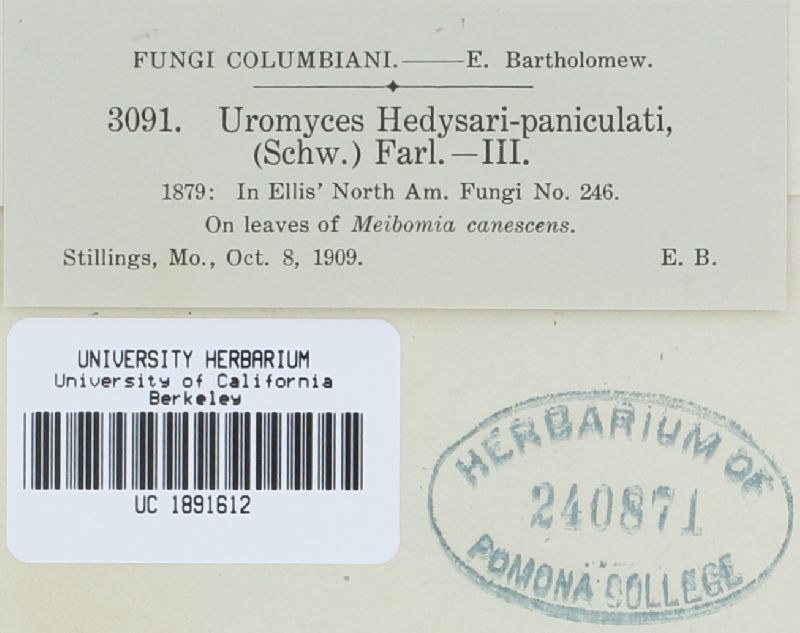 FUNGI COLUMBIANI.——E. Bartholomew.
3091. Uromyces Hedysari-paniculati,
(Schw.) Farl.—III.
1879: In Ellis' North Am. Fungi No. 246.
On leaves of Meibomia canescens.
Stillings, Mo., Oct. 8, 1909. E. B.
UNIVERSITY HERBARIUM
University of California
Berkeley
UC 1891612
HERBARIUM OF
240871
POMONA COLLEGE